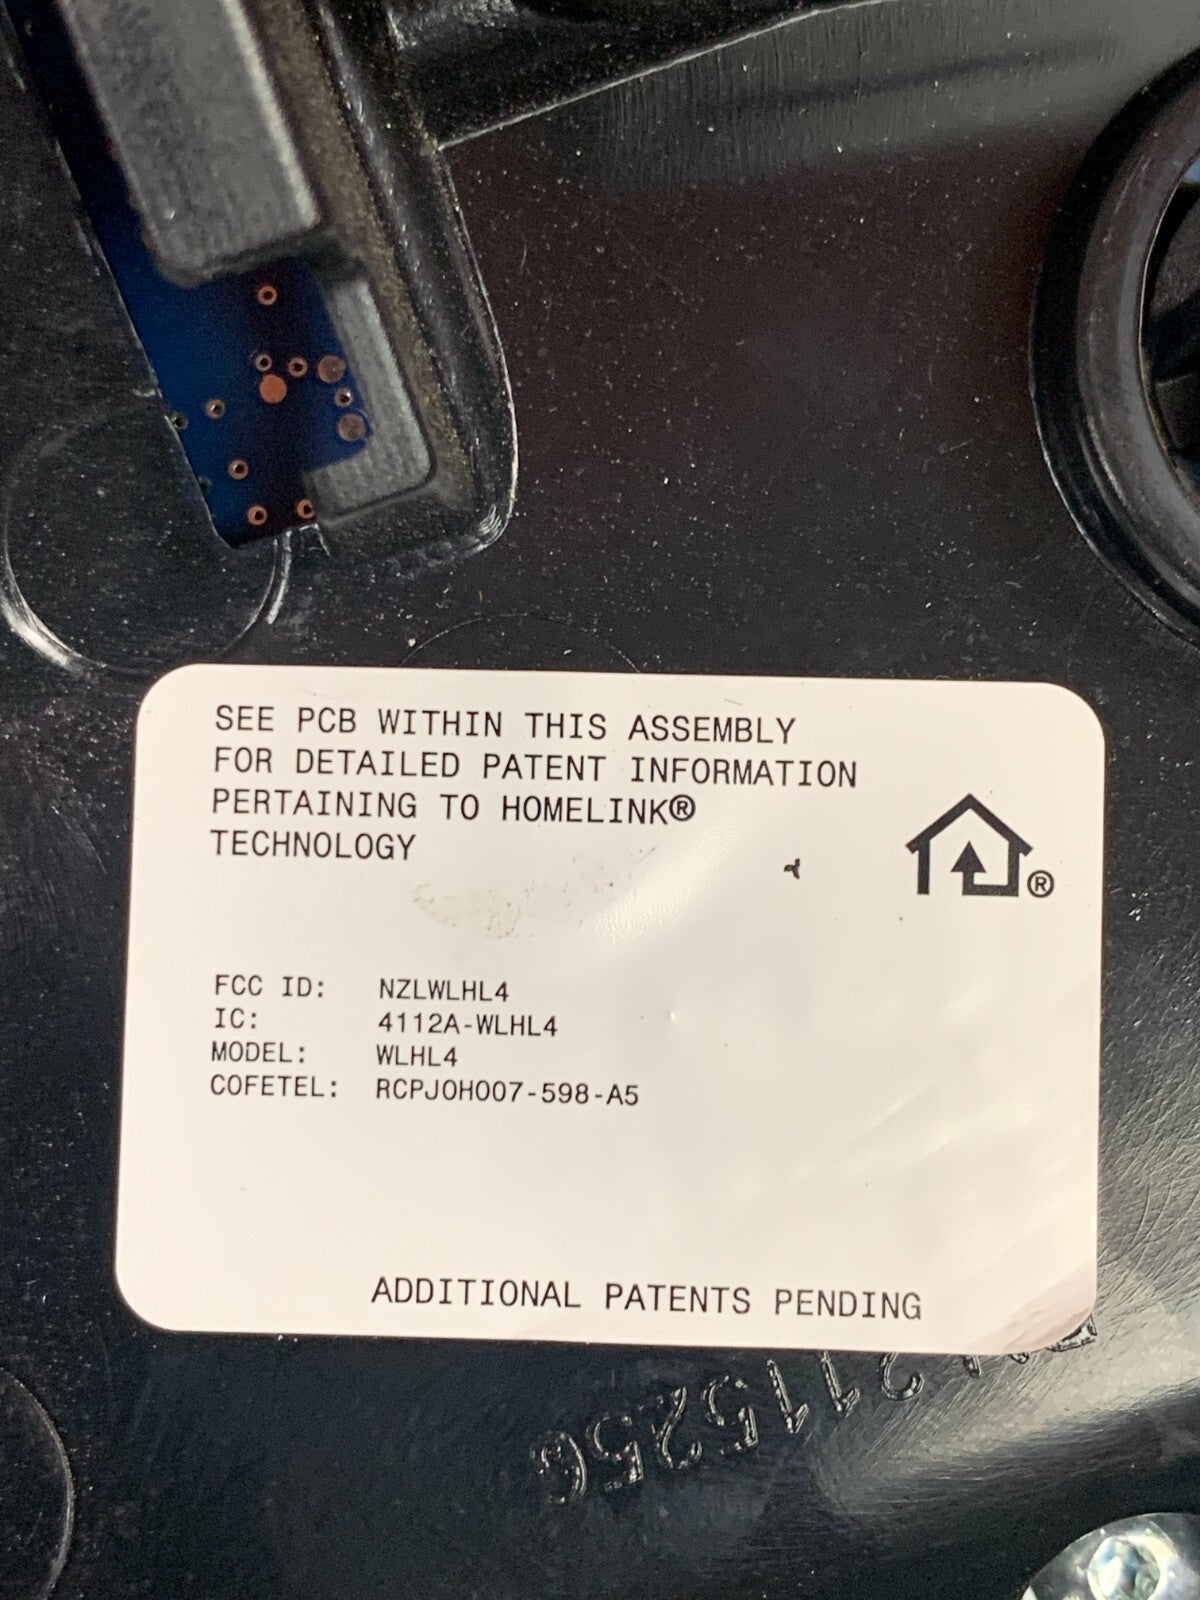 SEE PCB WITHIN THIS ASSEMBLY
FOR DETAILED PATENT INFORMATION
PERTAINING TO HOMELINK®
TECHNOLOGY
®
FCC ID: NZLWLHL4
IC: 4112A-WLHL4
MODEL: WLHL4
COFETEL: RCPJOH007-598-A5
ADDITIONAL PATENTS PENDING